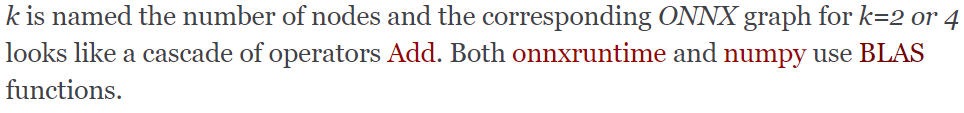 k is named the number of nodes and the corresponding ONNX graph for k=2 or 4
looks like a cascade of operators Add. Both onnxruntime and numpy use BLAS
functions.